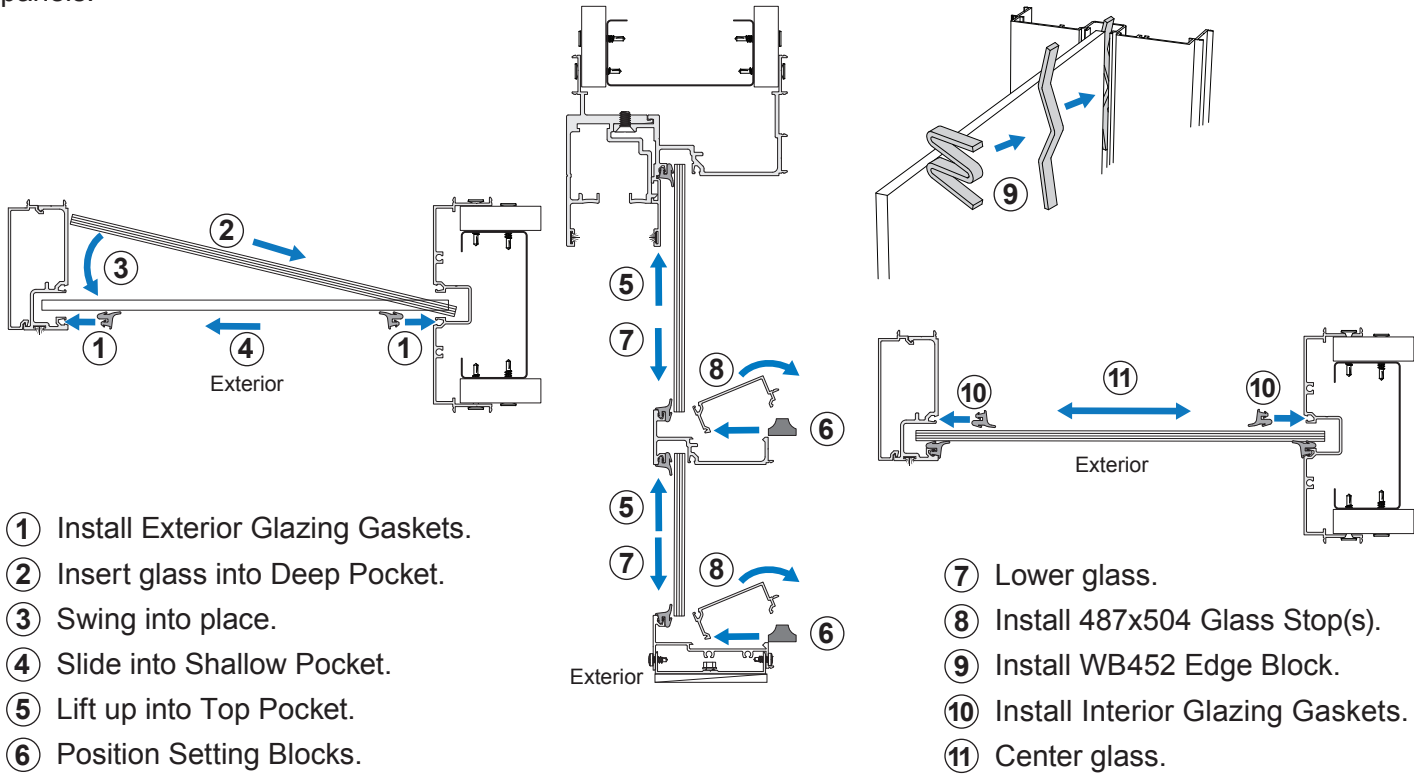 panels.
2
3
1
4
1
Exterior
5
7
8
6
5
7
8
6
Exterior
9
10
11
10
Exterior
1 Install Exterior Glazing Gaskets.
2 Insert glass into Deep Pocket.
3 Swing into place.
4 Slide into Shallow Pocket.
5 Lift up into Top Pocket.
6 Position Setting Blocks.
7 Lower glass.
8 Install 487x504 Glass Stop(s).
9 Install WB452 Edge Block.
10 Install Interior Glazing Gaskets.
11 Center glass.